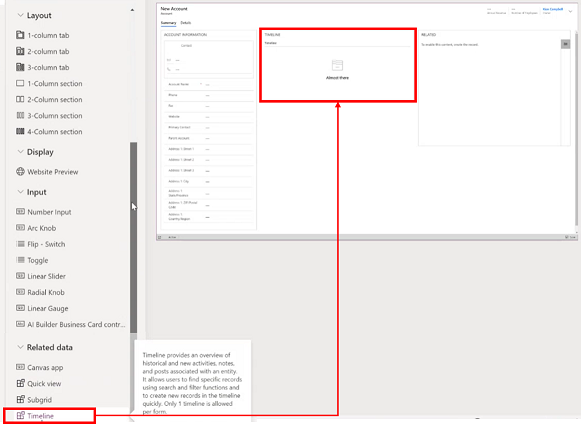 Layout
1-column tab
2-column tab
3-column tab
1-Column section
2-Column section
3-Column section
4-Column section
Display
Website Preview
Input
Number Input
Arc Knob
Flip - Switch
Toggle
Linear Slider
Radial Knob
Linear Gauge
AI Builder Business Card contr...
Related data
Canvas app
Quick view
Subgrid
Timeline
Timeline provides an overview of
historical and new activities, notes,
and posts associated with an entity.
It allows users to find specific records
using search and filter functions and
to create new records in the timeline
quickly. Only 1 timeline is allowed
per form.
New Account
Account
Summary Details
ACCOUNT INFORMATION
Account Name * ---
Phone ---
Fax ---
Website ---
Primary Contact ---
Parent Account ---
Address 1: Street 1 ---
Address 1: Street 2 ---
Address 1: Street 3 ---
Address 1: City ---
Address 1:
State/Province ---
Address 1: ZIP/Postal
Code ---
Address 1:
Country/Region ---
TIMELINE
Timeline
Almost there
RELATED
To enable this content, create the record.